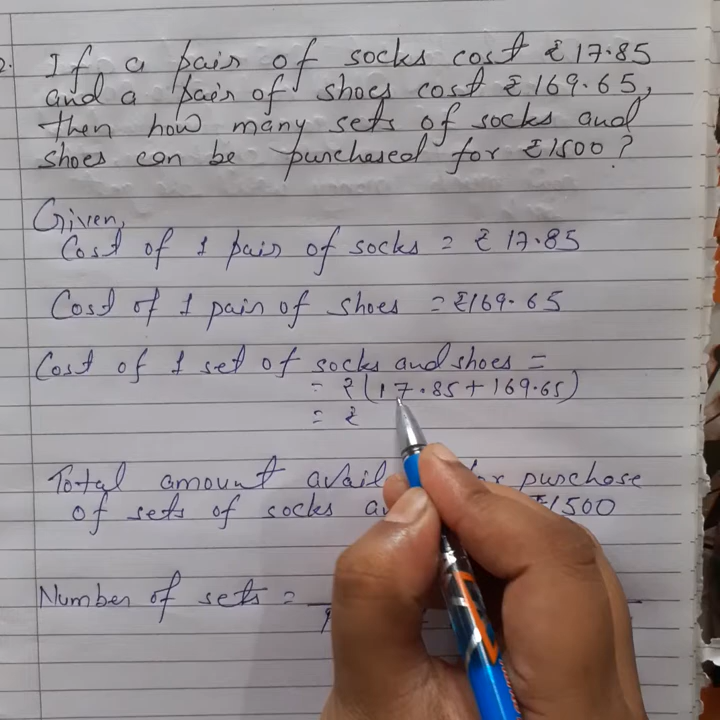 2. If a pair of socks cost ₹17.85
and a pair of shoes cost ₹169.65,
then how many sets of socks and
shoes can be purchased for ₹1500?
Given,
Cost of 1 pair of socks = ₹17.85
Cost of 1 pair of shoes = ₹169.65
Cost of 1 set of socks and shoes =
= ₹(17.85+169.65)
= ₹
Total amount purchase
of sets of socks ₹1500
Number of sets =